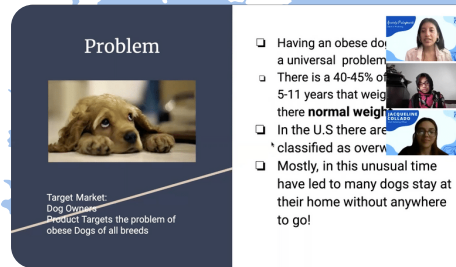 Problem
Target Market:
Dog Owners
Product Targets the problem of
obese Dogs of all breeds
Having an obese dog
a universal problem
There is a 40-45% of
5-11 years that weig
there normal weigh
In the U.S there are
classified as overw
Mostly, in this unusual time
have led to many dogs stay at
their home without anywhere
to go!
JACQUELINE
COLLADO